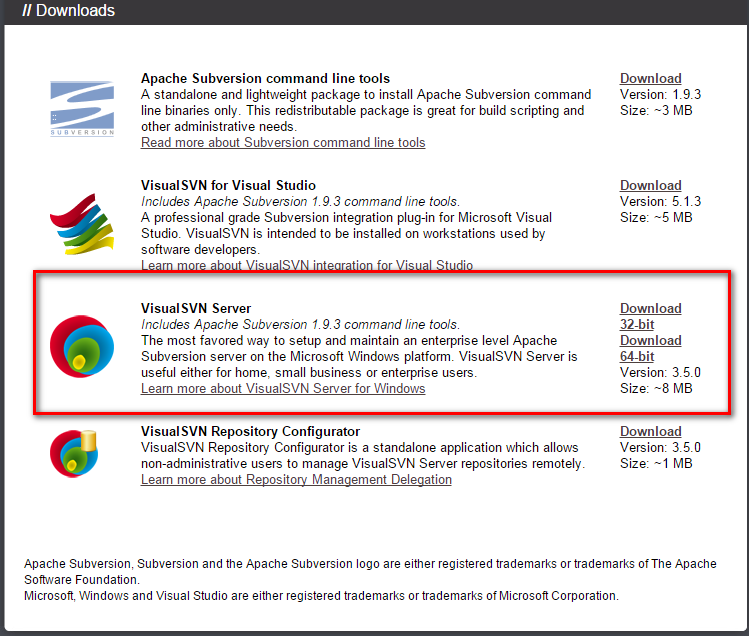 // Downloads
Apache Subversion command line tools
A standalone and lightweight package to install Apache Subversion command
line binaries only. This redistributable package is great for build scripting and
other administrative needs.
Read more about Subversion command line tools
Download
Version: 1.9.3
Size: ~3 MB
SUBVERSION
VisualSVN for Visual Studio
Includes Apache Subversion 1.9.3 command line tools.
A professional grade Subversion integration plug-in for Microsoft Visual
Studio. VisualSVN is intended to be installed on workstations used by
software developers.
Learn more about VisualSVN integration for Visual Studio
Download
Version: 5.1.3
Size: ~5 MB
VisualSVN Server
Includes Apache Subversion 1.9.3 command line tools.
The most favored way to setup and maintain an enterprise level Apache
Subversion server on the Microsoft Windows platform. VisualSVN Server is
useful either for home, small business or enterprise users.
Learn more about VisualSVN Server for Windows
Download
32-bit
Download
64-bit
Version: 3.5.0
Size: ~8 MB
VisualSVN Repository Configurator
VisualSVN Repository Configurator is a standalone application which allows
non-administrative users to manage VisualSVN Server repositories remotely.
Learn more about Repository Management Delegation
Download
Version: 3.5.0
Size: ~1 MB
Apache Subversion, Subversion and the Apache Subversion logo are either registered trademarks or trademarks of The Apache
Software Foundation.
Microsoft, Windows and Visual Studio are either registered trademarks or trademarks of Microsoft Corporation.